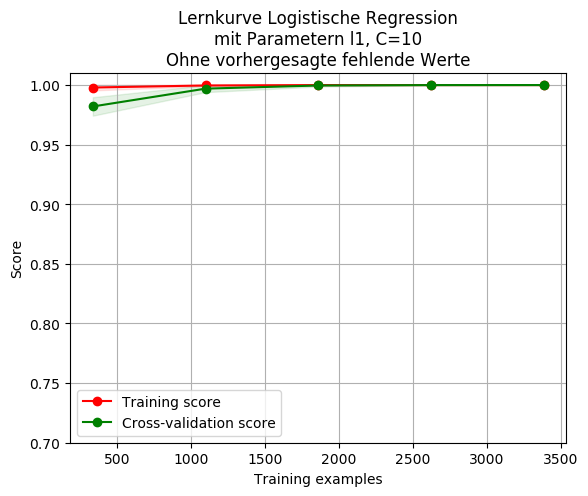 Lernkurve Logistische Regression
mit Parametern l1, C=10
Ohne vorhergesagte fehlende Werte
1.00
0.95
0.90
0.85
0.80
0.75
0.70
Score
Training score
Cross-validation score
500
1000
1500
2000
2500
3000
3500
Training examples